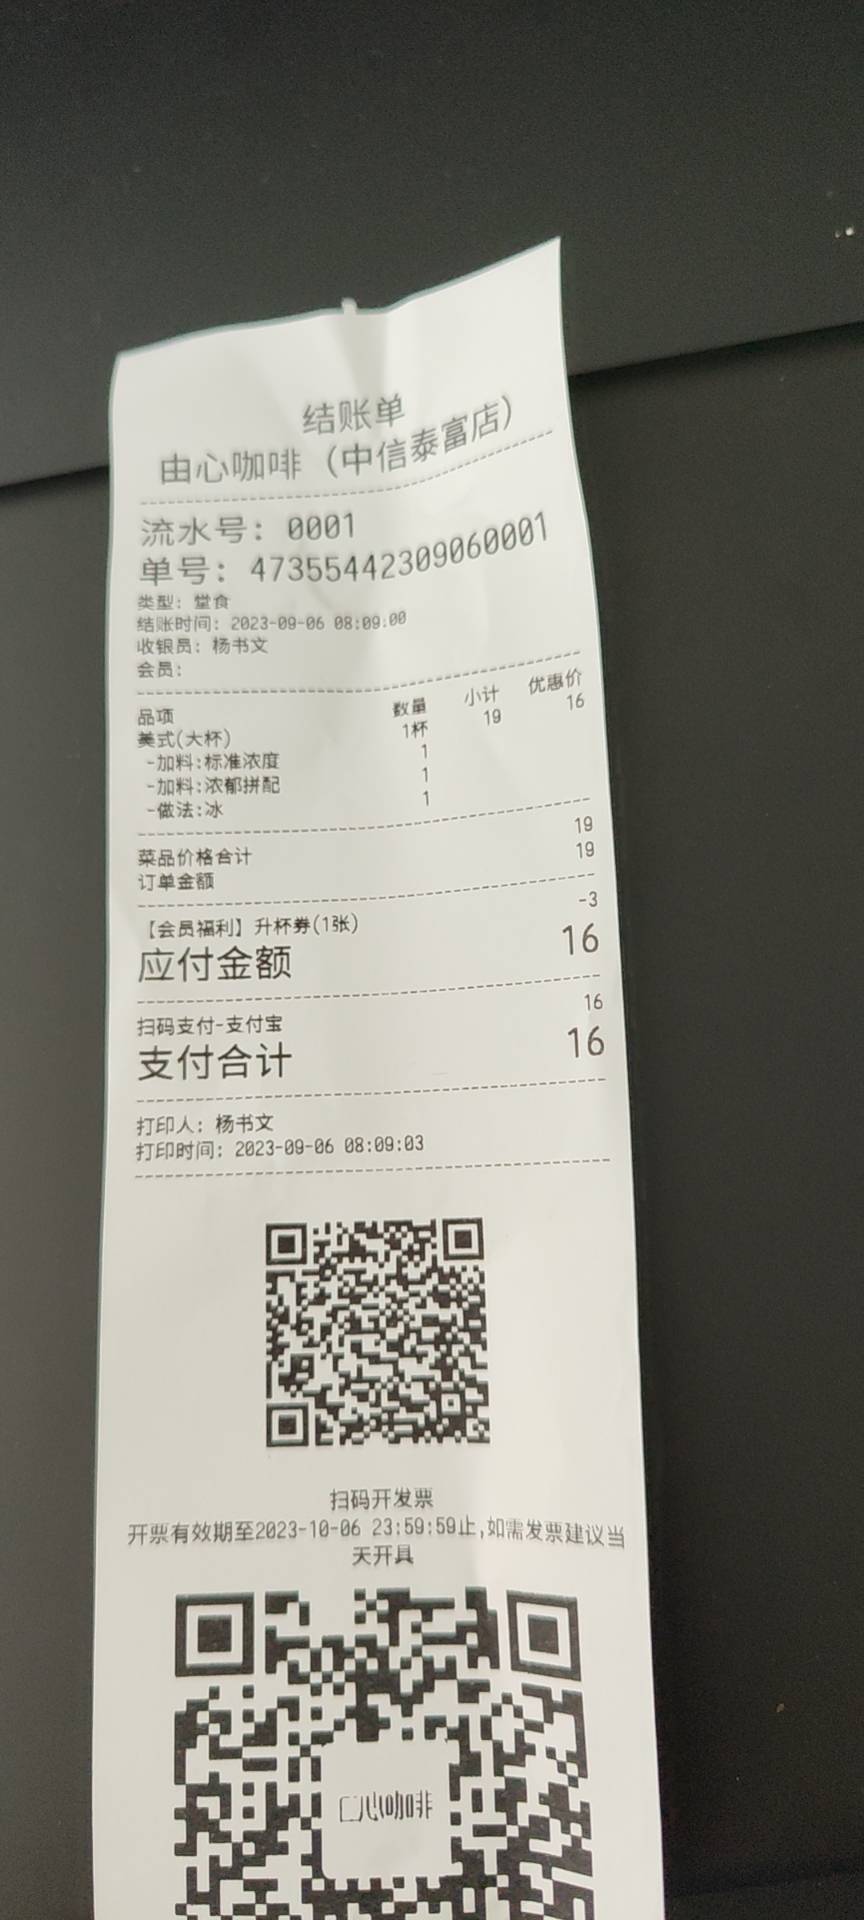 结账单
由心咖啡（中信泰富店）
流水号：0001
单号：47355442309060001
类型：堂食
结账时间：2023-09-06 08:09:00
收银员：杨书文
会员：
品项 数量 小计 优惠价
美式(大杯) 1杯 19 16
-加料:标准浓度 1
-加料:浓郁拼配 1
-做法:冰 1
菜品价格合计 19
订单金额 19
【会员福利】升杯券(1张) -3
应付金额 16
扫码支付-支付宝 16
支付合计 16
打印人：杨书文
打印时间：2023-09-06 08:09:03
扫码开发票
开票有效期至2023-10-06 23:59:59止,如需发票建议当
天开具
心咖啡